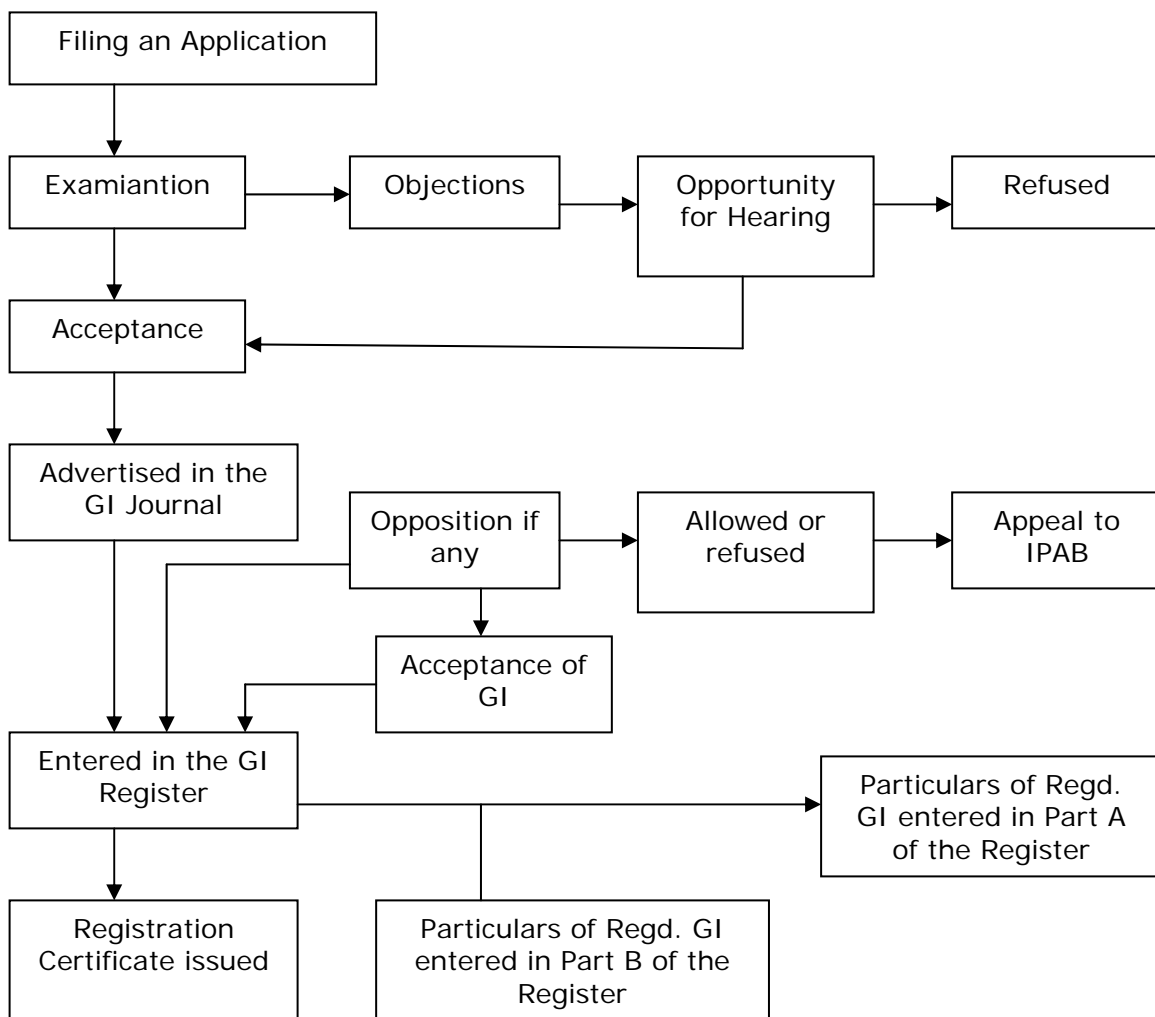 Filing an Application
Examiantion
Objections
Opportunity
for Hearing
Refused
Acceptance
Advertised in the
GI Journal
Opposition if
any
Allowed or
refused
Appeal to
IPAB
Acceptance of
GI
Entered in the GI
Register
Particulars of Regd.
GI entered in Part A
of the Register
Registration
Certificate issued
Particulars of Regd. GI
entered in Part B of the
Register